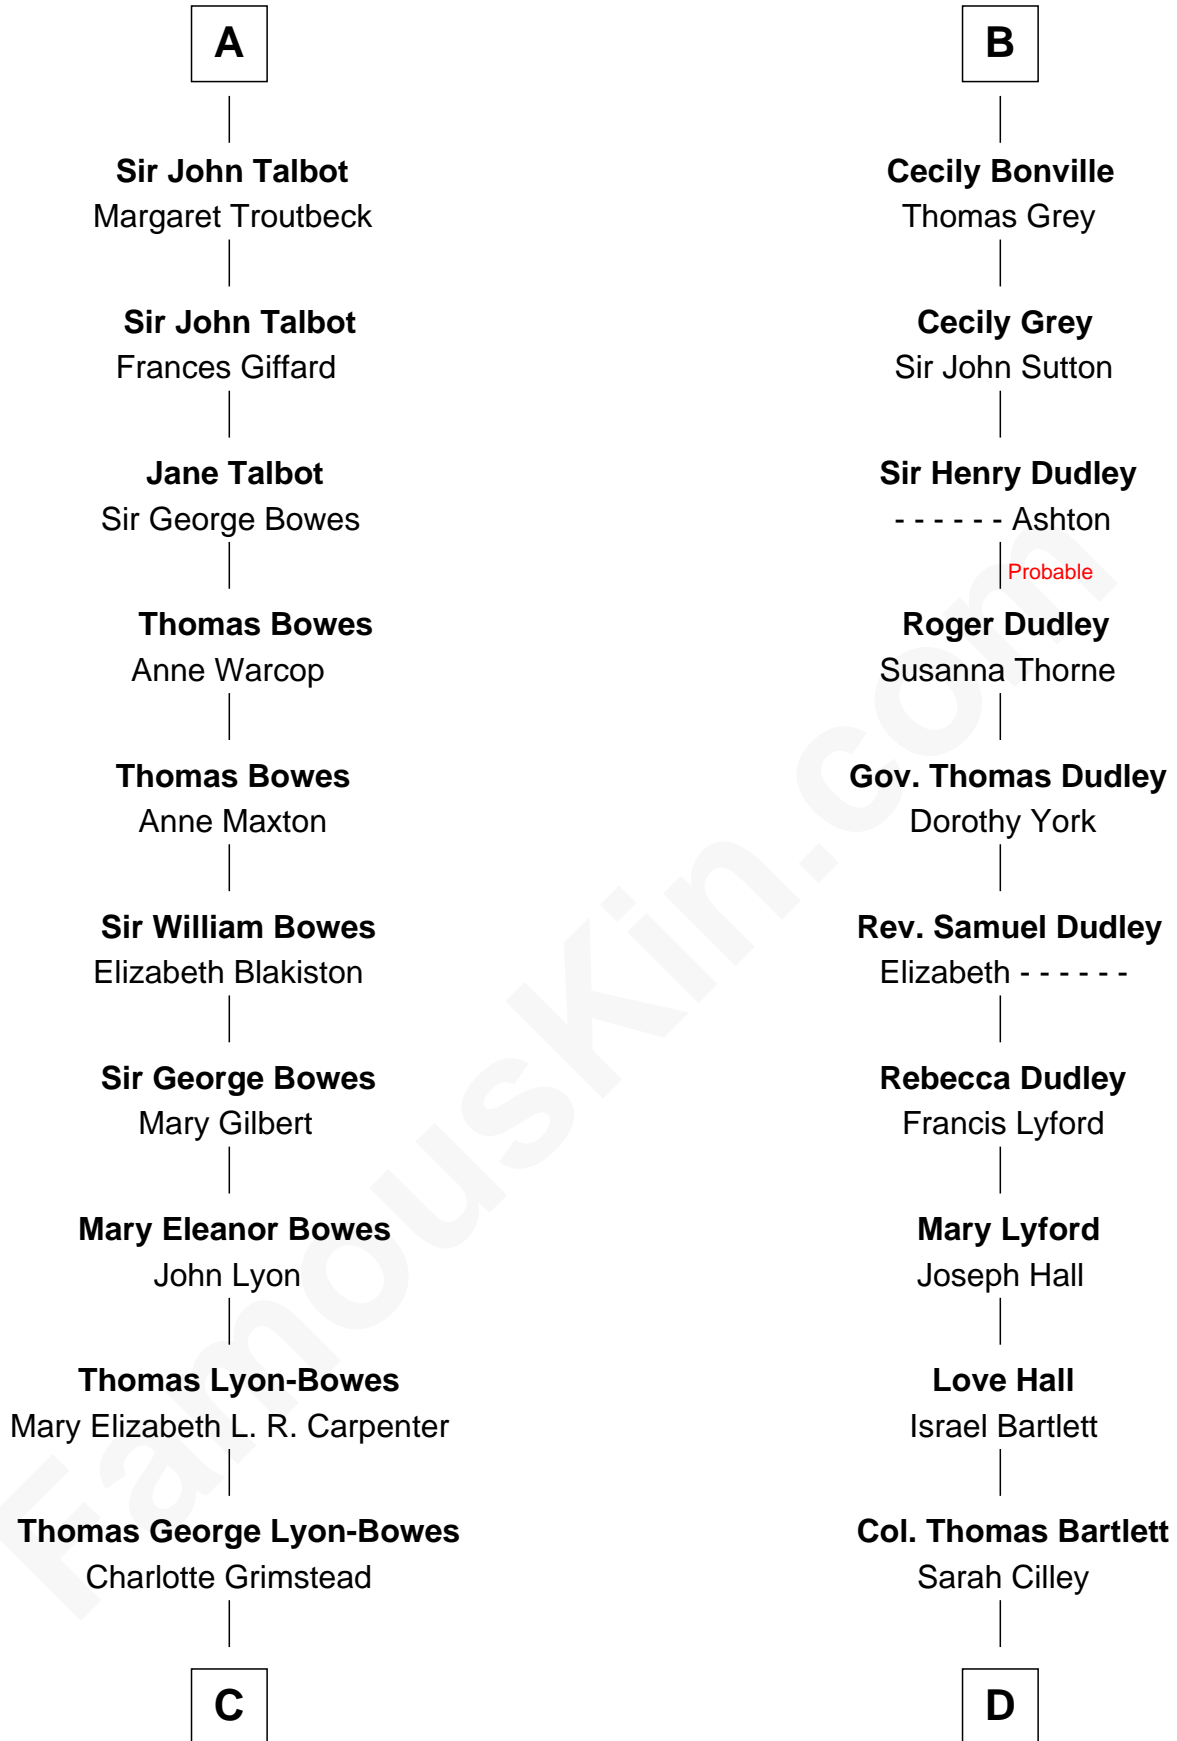 A
Sir John Talbot
Margaret Troutbeck
Sir John Talbot
Frances Giffard
Jane Talbot
Sir George Bowes
Thomas Bowes
Anne Warcop
Thomas Bowes
Anne Maxton
Sir William Bowes
Elizabeth Blakiston
Sir George Bowes
Mary Gilbert
Mary Eleanor Bowes
John Lyon
Thomas Lyon-Bowes
Mary Elizabeth L. R. Carpenter
Thomas George Lyon-Bowes
Charlotte Grimstead
C
B
Cecily Bonville
Thomas Grey
Cecily Grey
Sir John Sutton
Sir Henry Dudley
- - - - - - Ashton
Probable
Roger Dudley
Susanna Thorne
Gov. Thomas Dudley
Dorothy York
Rev. Samuel Dudley
Elizabeth - - - - - -
Rebecca Dudley
Francis Lyford
Mary Lyford
Joseph Hall
Love Hall
Israel Bartlett
Col. Thomas Bartlett
Sarah Cilley
D
FamousKin.com